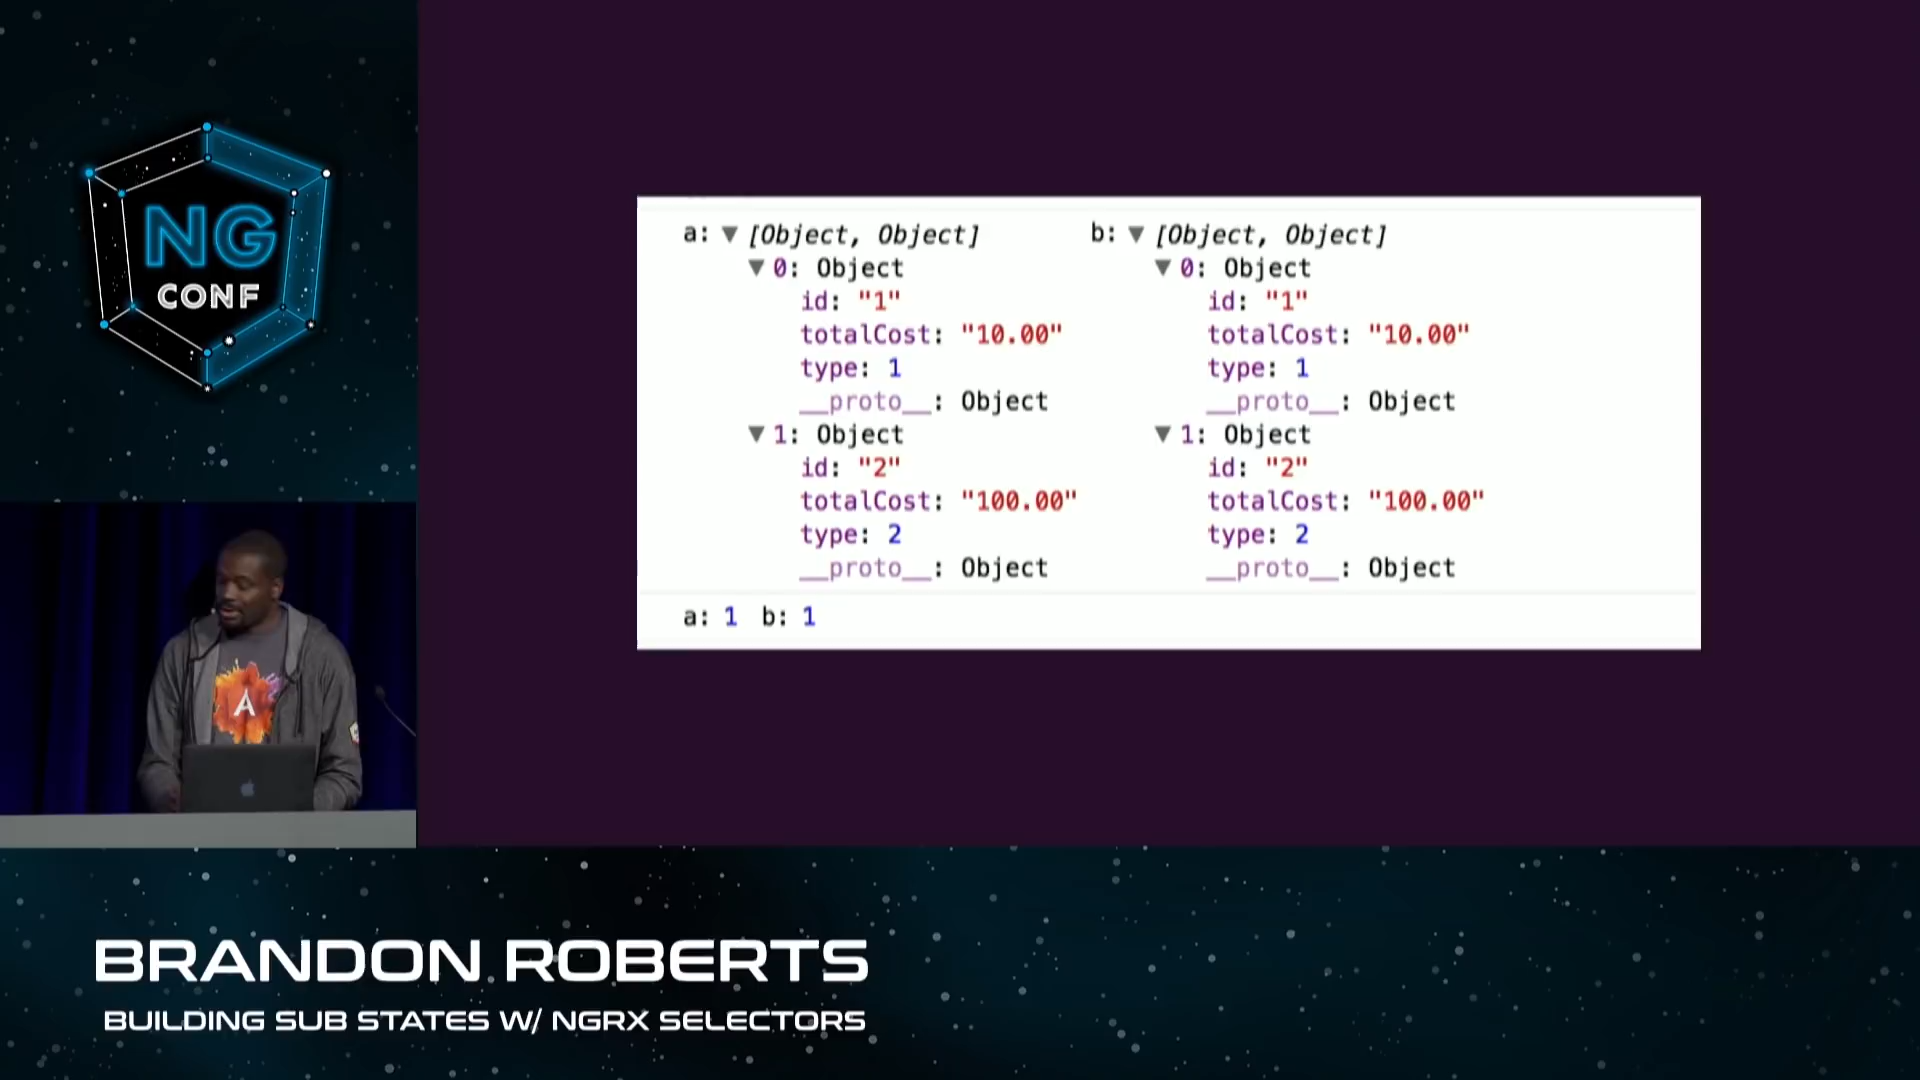 NG
CONF
a: ▼ [Object, Object] b: ▼ [Object, Object]
▼ 0: Object ▼ 0: Object
id: "1" id: "1"
totalCost: "10.00" totalCost: "10.00"
type: 1 type: 1
__proto__: Object __proto__: Object
▼ 1: Object ▼ 1: Object
id: "2" id: "2"
totalCost: "100.00" totalCost: "100.00"
type: 2 type: 2
__proto__: Object __proto__: Object
a: 1 b: 1
A
BRANDON ROBERTS
BUILDING SUB STATES W/ NGRX SELECTORS